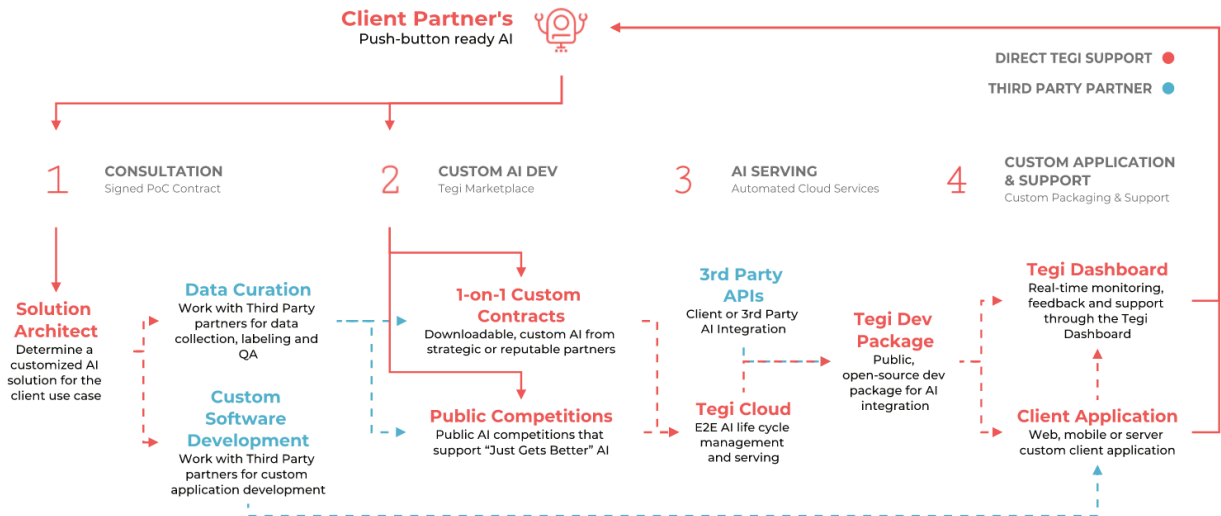 Client Partner's
Push-button ready AI
DIRECT TEGI SUPPORT
THIRD PARTY PARTNER
1
CONSULTATION
Signed PoC Contract
2
CUSTOM AI DEV
Tegi Marketplace
3
AI SERVING
Automated Cloud Services
4
CUSTOM APPLICATION
& SUPPORT
Custom Packaging & Support
Solution
Architect
Determine a
customized AI
solution for the
client use case
Data Curation
Work with Third Party
partners for data
collection, labeling and
QA
Custom
Software
Development
Work with Third Party
partners for custom
application development
1-on-1 Custom
Contracts
Downloadable, custom AI from
strategic or reputable partners
Public Competitions
Public AI competitions that
support “Just Gets Better” AI
3rd Party
APIs
Client or 3rd Party
AI Integration
Tegi Cloud
E2E AI life cycle
management
and serving
Tegi Dev
Package
Public,
open-source dev
package for AI
integration
Tegi Dashboard
Real-time monitoring,
feedback and support
through the Tegi
Dashboard
Client Application
Web, mobile or server
custom client application